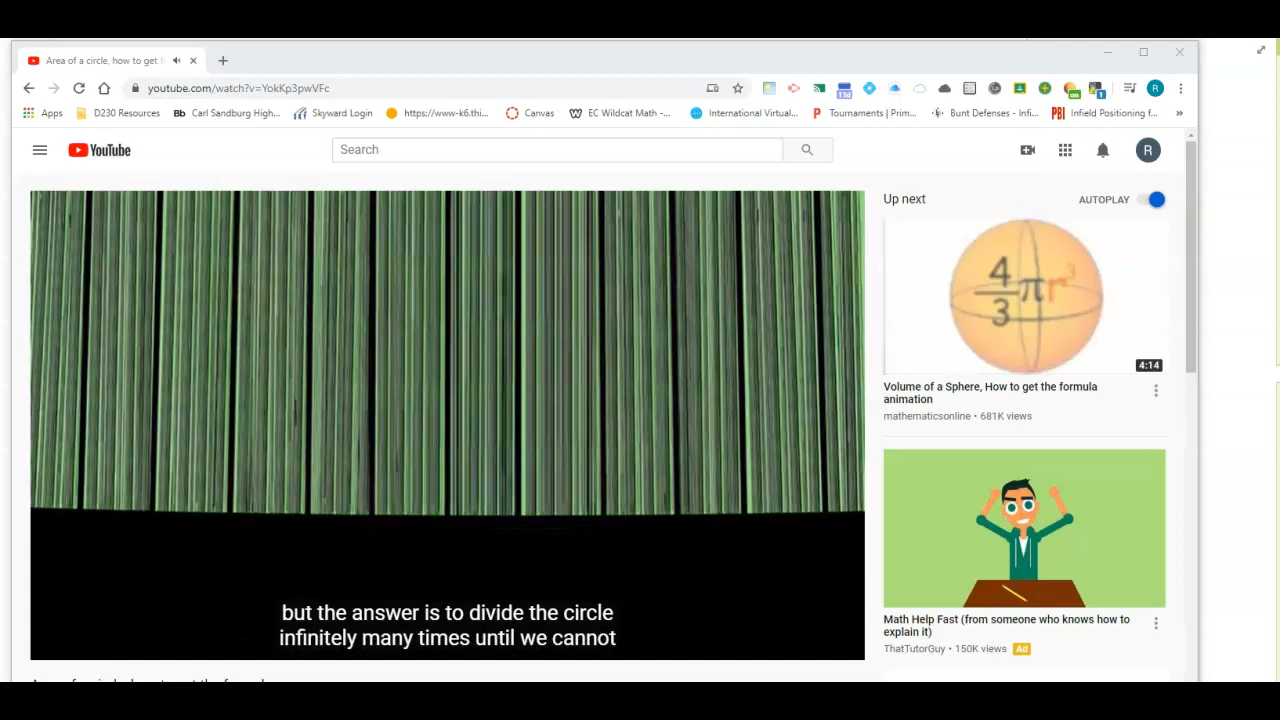 Area of a circle, how to get t
youtube.com/watch?v=YokKp3pwVFc
Apps D230 Resources Bb Carl Sandburg High... Skyward Login https://www-k6.thi... Canvas EC Wildcat Math -... International Virtual... Tournaments | Prim... Bunt Defenses - Infi... PBI Infield Positioning f... »
YouTube
Search
R
Up next
AUTOPLAY
4
3
πr³
4:14
Volume of a Sphere, How to get the formula
animation
mathematicsonline • 681K views
Math Help Fast (from someone who knows how to
explain it)
ThatTutorGuy • 150K views Ad
but the answer is to divide the circle
infinitely many times until we cannot